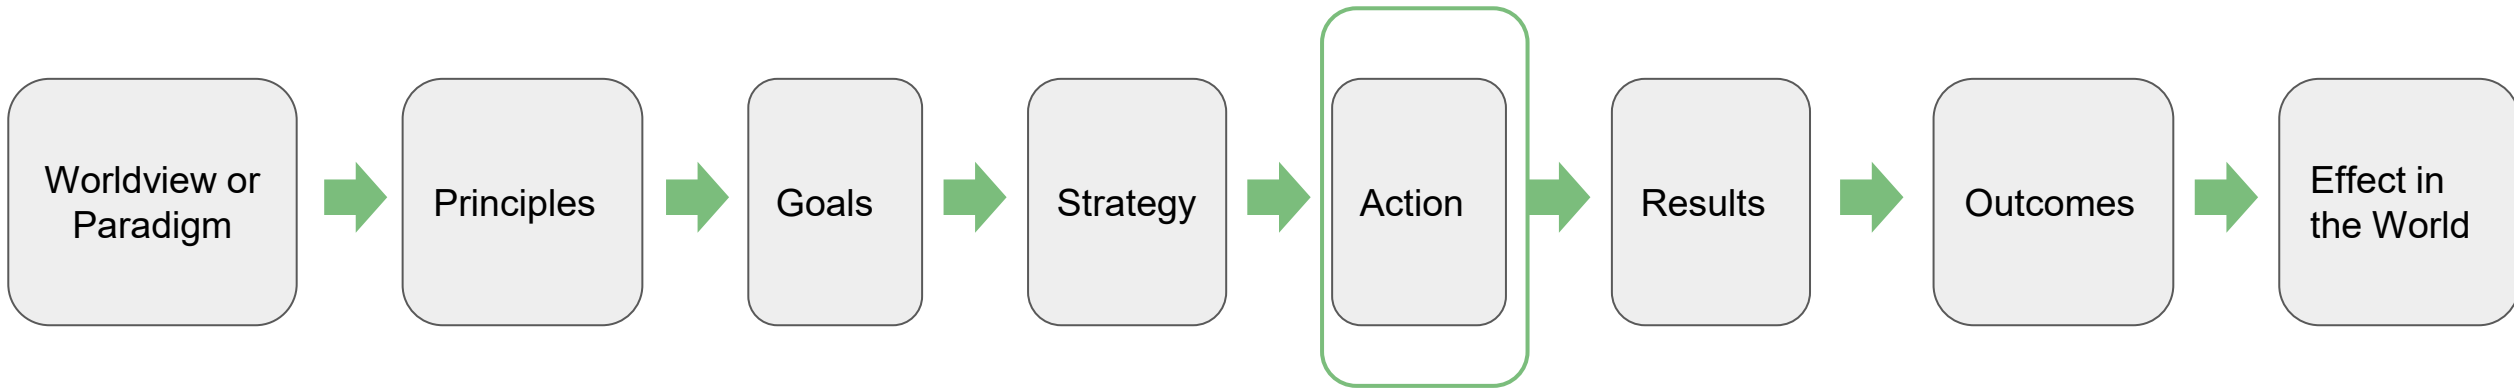 Worldview or
Paradigm
Principles
Goals
Strategy
Action
Results
Outcomes
Effect in
the World